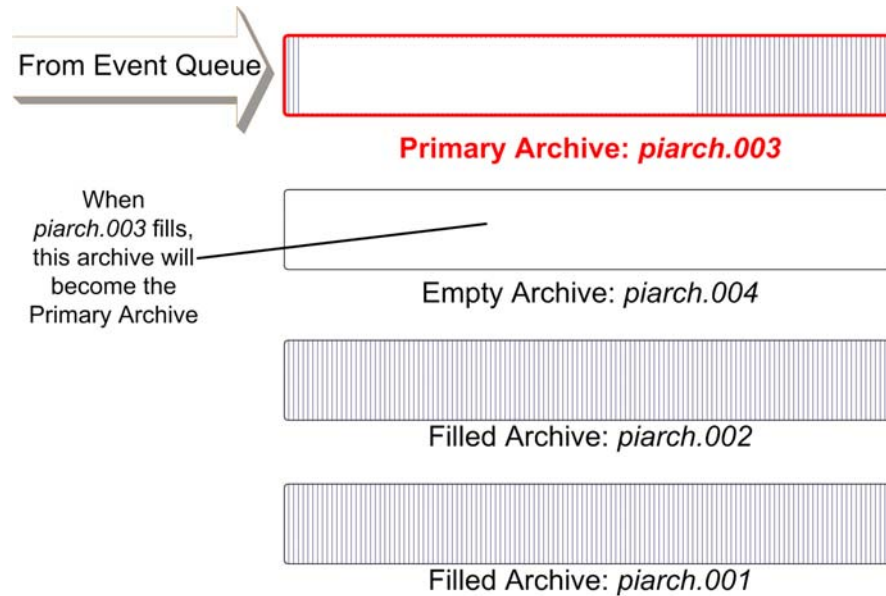 From Event Queue
Primary Archive: piarch.003
When
piarch.003 fills,
this archive will
become the
Primary Archive
Empty Archive: piarch.004
Filled Archive: piarch.002
Filled Archive: piarch.001